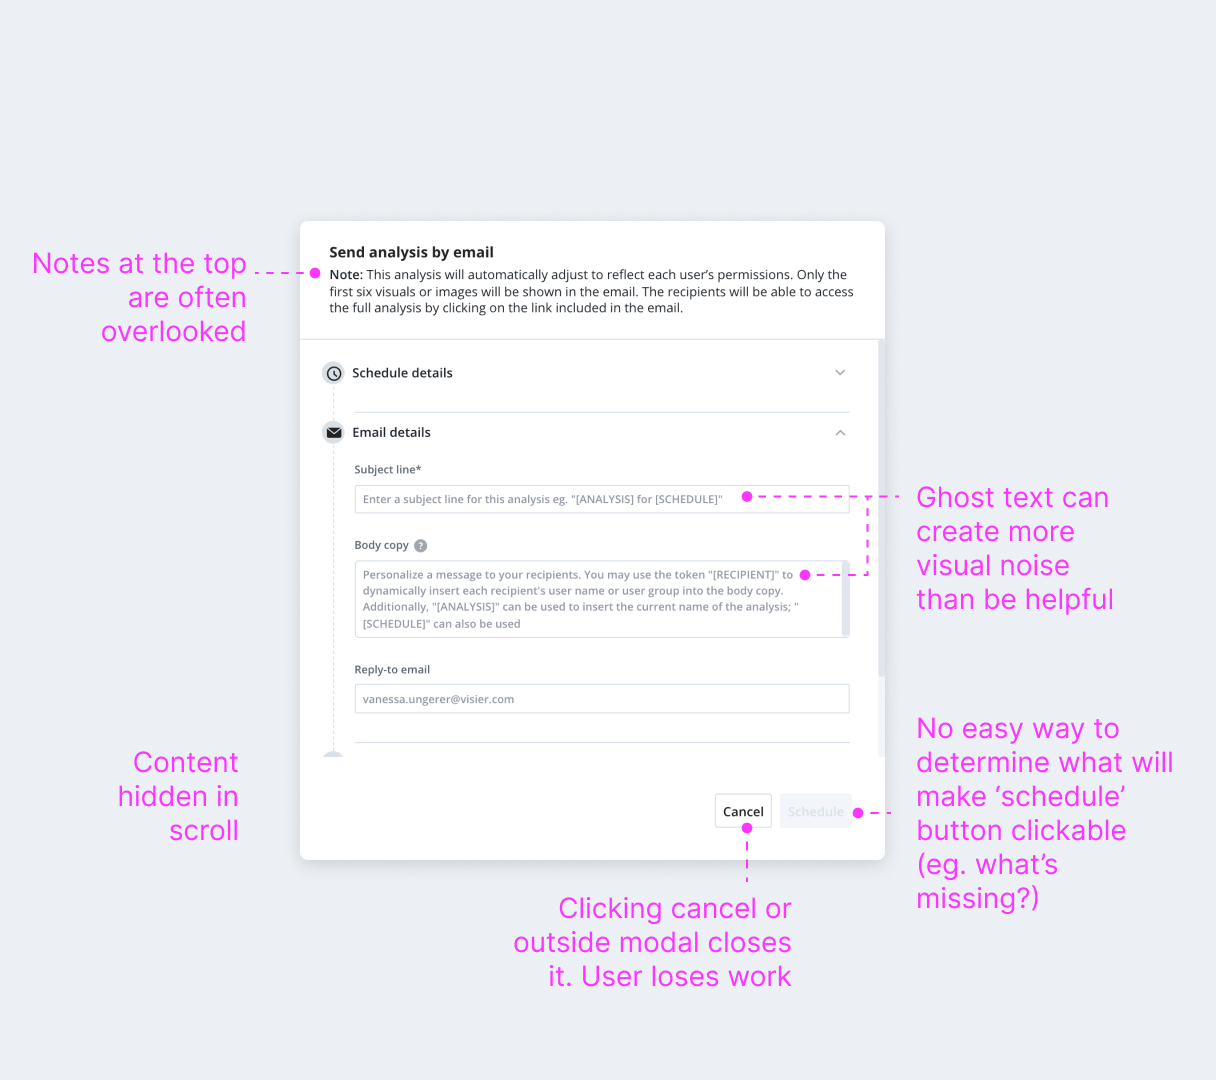 Send analysis by email
Note: This analysis will automatically adjust to reflect each user's permissions. Only the
first six visuals or images will be shown in the email. The recipients will be able to access
the full analysis by clicking on the link included in the email.
Notes at the top
are often
overlooked
Schedule details
Email details
Subject line*
Enter a subject line for this analysis eg. "[ANALYSIS] for [SCHEDULE]"
Body copy ?
Personalize a message to your recipients. You may use the token "[RECIPIENT]" to
dynamically insert each recipient's user name or user group into the body copy.
Additionally, "[ANALYSIS]" can be used to insert the current name of the analysis; "
[SCHEDULE]" can also be used
Ghost text can
create more
visual noise
than be helpful
Reply-to email
vanessa.ungerer@visier.com
Content
hidden in
scroll
Cancel
Schedule
No easy way to
determine what will
make ‘schedule’
button clickable
(eg. what’s
missing?)
Clicking cancel or
outside modal closes
it. User loses work